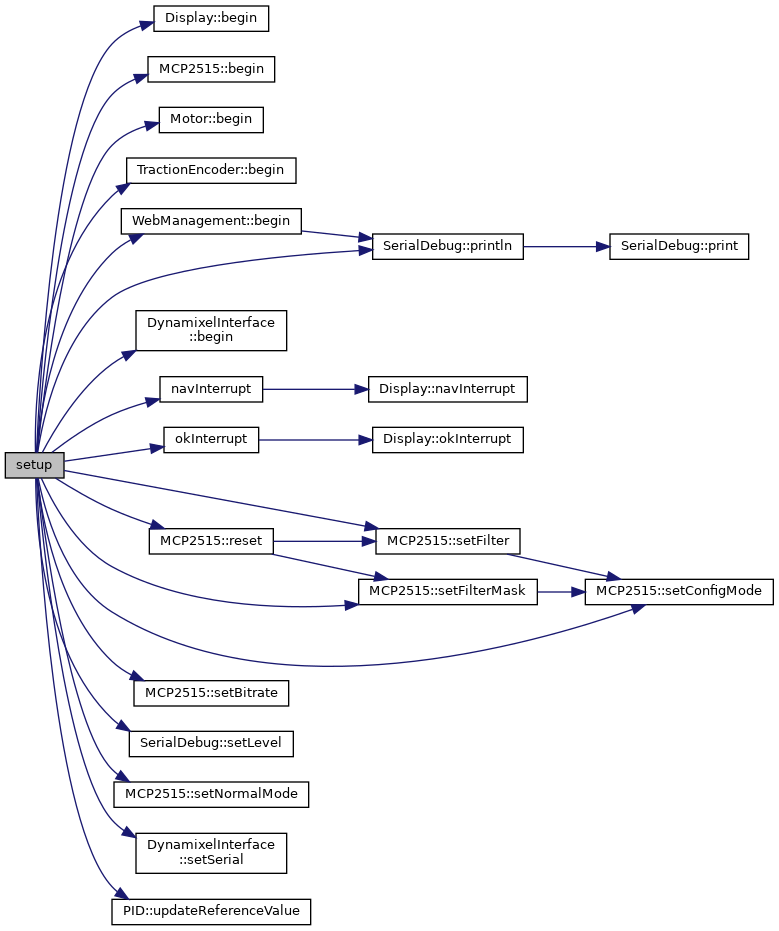 Display::begin
MCP2515::begin
Motor::begin
TractionEncoder::begin
WebManagement::begin
SerialDebug::println
SerialDebug::print
DynamixelInterface
::begin
navInterrupt
Display::navInterrupt
okInterrupt
Display::okInterrupt
setup
MCP2515::reset
MCP2515::setFilter
MCP2515::setFilterMask
MCP2515::setConfigMode
MCP2515::setBitrate
SerialDebug::setLevel
MCP2515::setNormalMode
DynamixelInterface
::setSerial
PID::updateReferenceValue